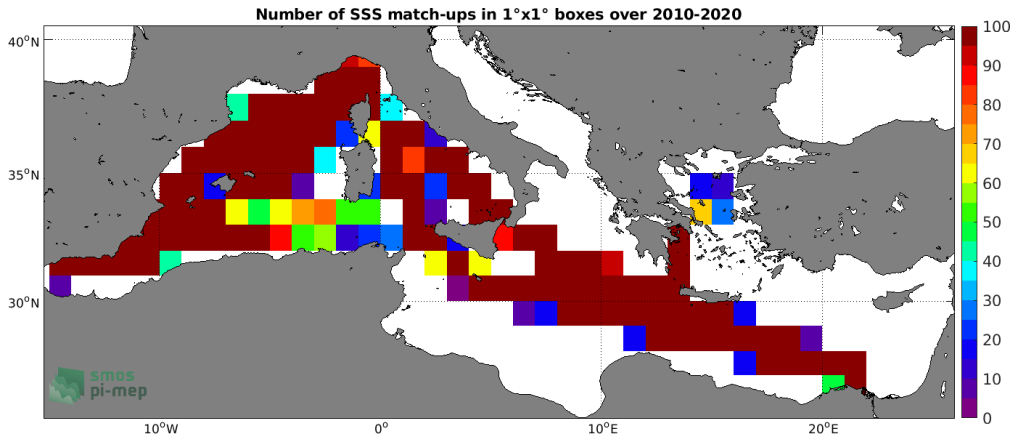 Number of SSS match-ups in 1°x1° boxes over 2010-2020
40°N
35°N
30°N
10°W
0°
10°E
20°E
100
90
80
70
60
50
40
30
20
10
0
smos
pi-mep